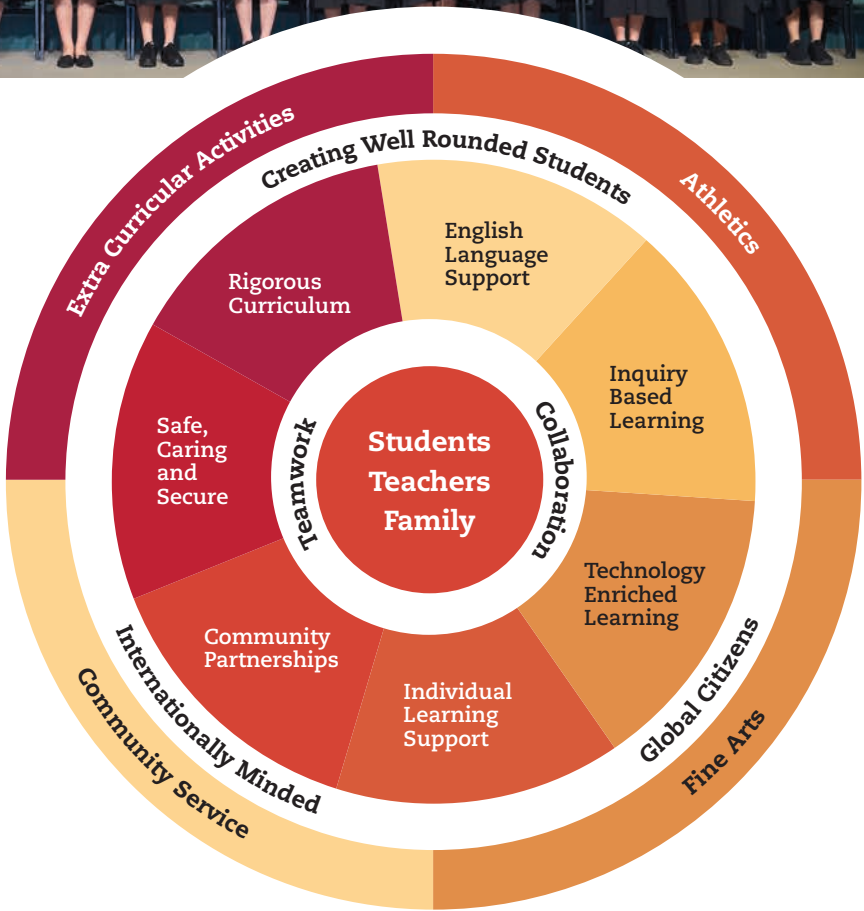 Extra Curricular Activities
Athletics
Creating Well Rounded Students
English
Language
Support
Rigorous
Curriculum
Inquiry
Based
Learning
Safe,
Caring
and
Secure
Teamwork
Students
Teachers
Family
Collaboration
Technology
Enriched
Learning
Community
Partnerships
Individual
Learning
Support
Internationally Minded
Global Citizens
Community Service
Fine Arts